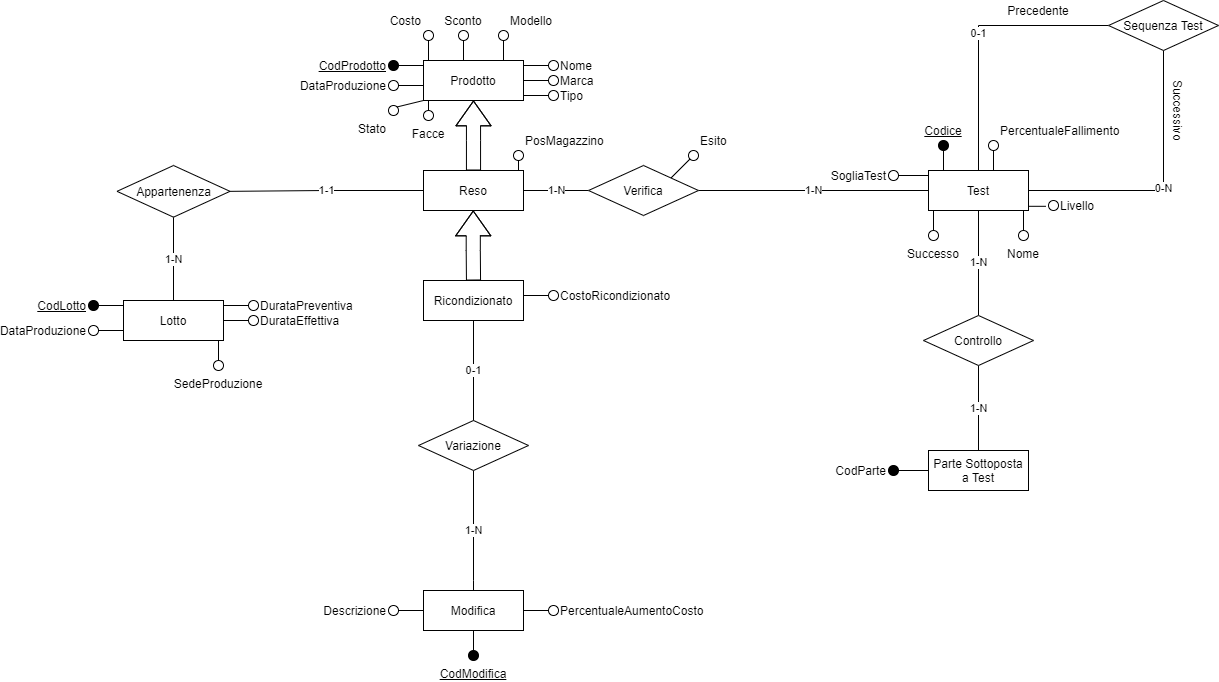 Precedente
Costo
Sconto
Modello
Sequenza Test
0-1
CodProdotto
Nome
DataProduzione
Prodotto
Marca
Tipo
Stato
Facce
Successivo
Codice
PercentualeFallimento
PosMagazzino
Esito
SogliaTest
Appartenenza
1-1
Reso
1-N
Verifica
1-N
Test
0-N
Livello
Successo
Nome
1-N
1-N
CodLotto
DurataPreventiva
Ricondizionato
CostoRicondizionato
Lotto
DurataEffettiva
DataProduzione
SedeProduzione
Controllo
0-1
1-N
Variazione
CodParte
Parte Sottoposta
a Test
1-N
Descrizione
Modifica
PercentualeAumentoCosto
CodModifica